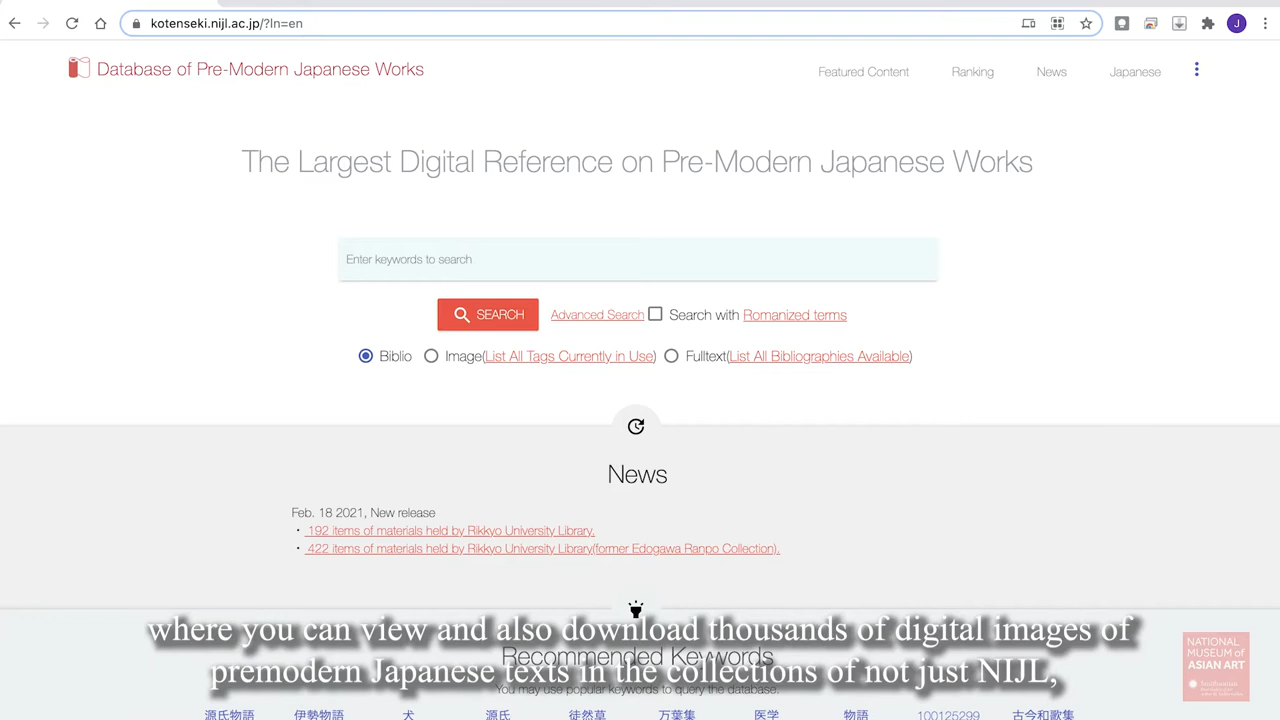 kotenseki.nijl.ac.jp/?ln=en
J
Database of Pre-Modern Japanese Works
Featured Content
Ranking
News
Japanese
The Largest Digital Reference on Pre-Modern Japanese Works
Enter keywords to search
SEARCH
Advanced Search
Search with Romanized terms
Biblio
Image(List All Tags Currently in Use)
Fulltext(List All Bibliographies Available)
News
Feb. 18 2021, New release
・ 192 items of materials held by Rikkyo University Library.
・ 422 items of materials held by Rikkyo University Library(former Edogawa Ranpo Collection).
where you can view and also download thousands of digital images of
Recommended Keywords
premodern Japanese texts in the collections of not just NIJL,
You may use popular keywords to query the database.
源氏物語
伊勢物語
犬
源氏
徒然草
万葉集
医学
物語
100125299
古今和歌集
NATIONAL
MUSEUM OF
ASIAN ART
Smithsonian